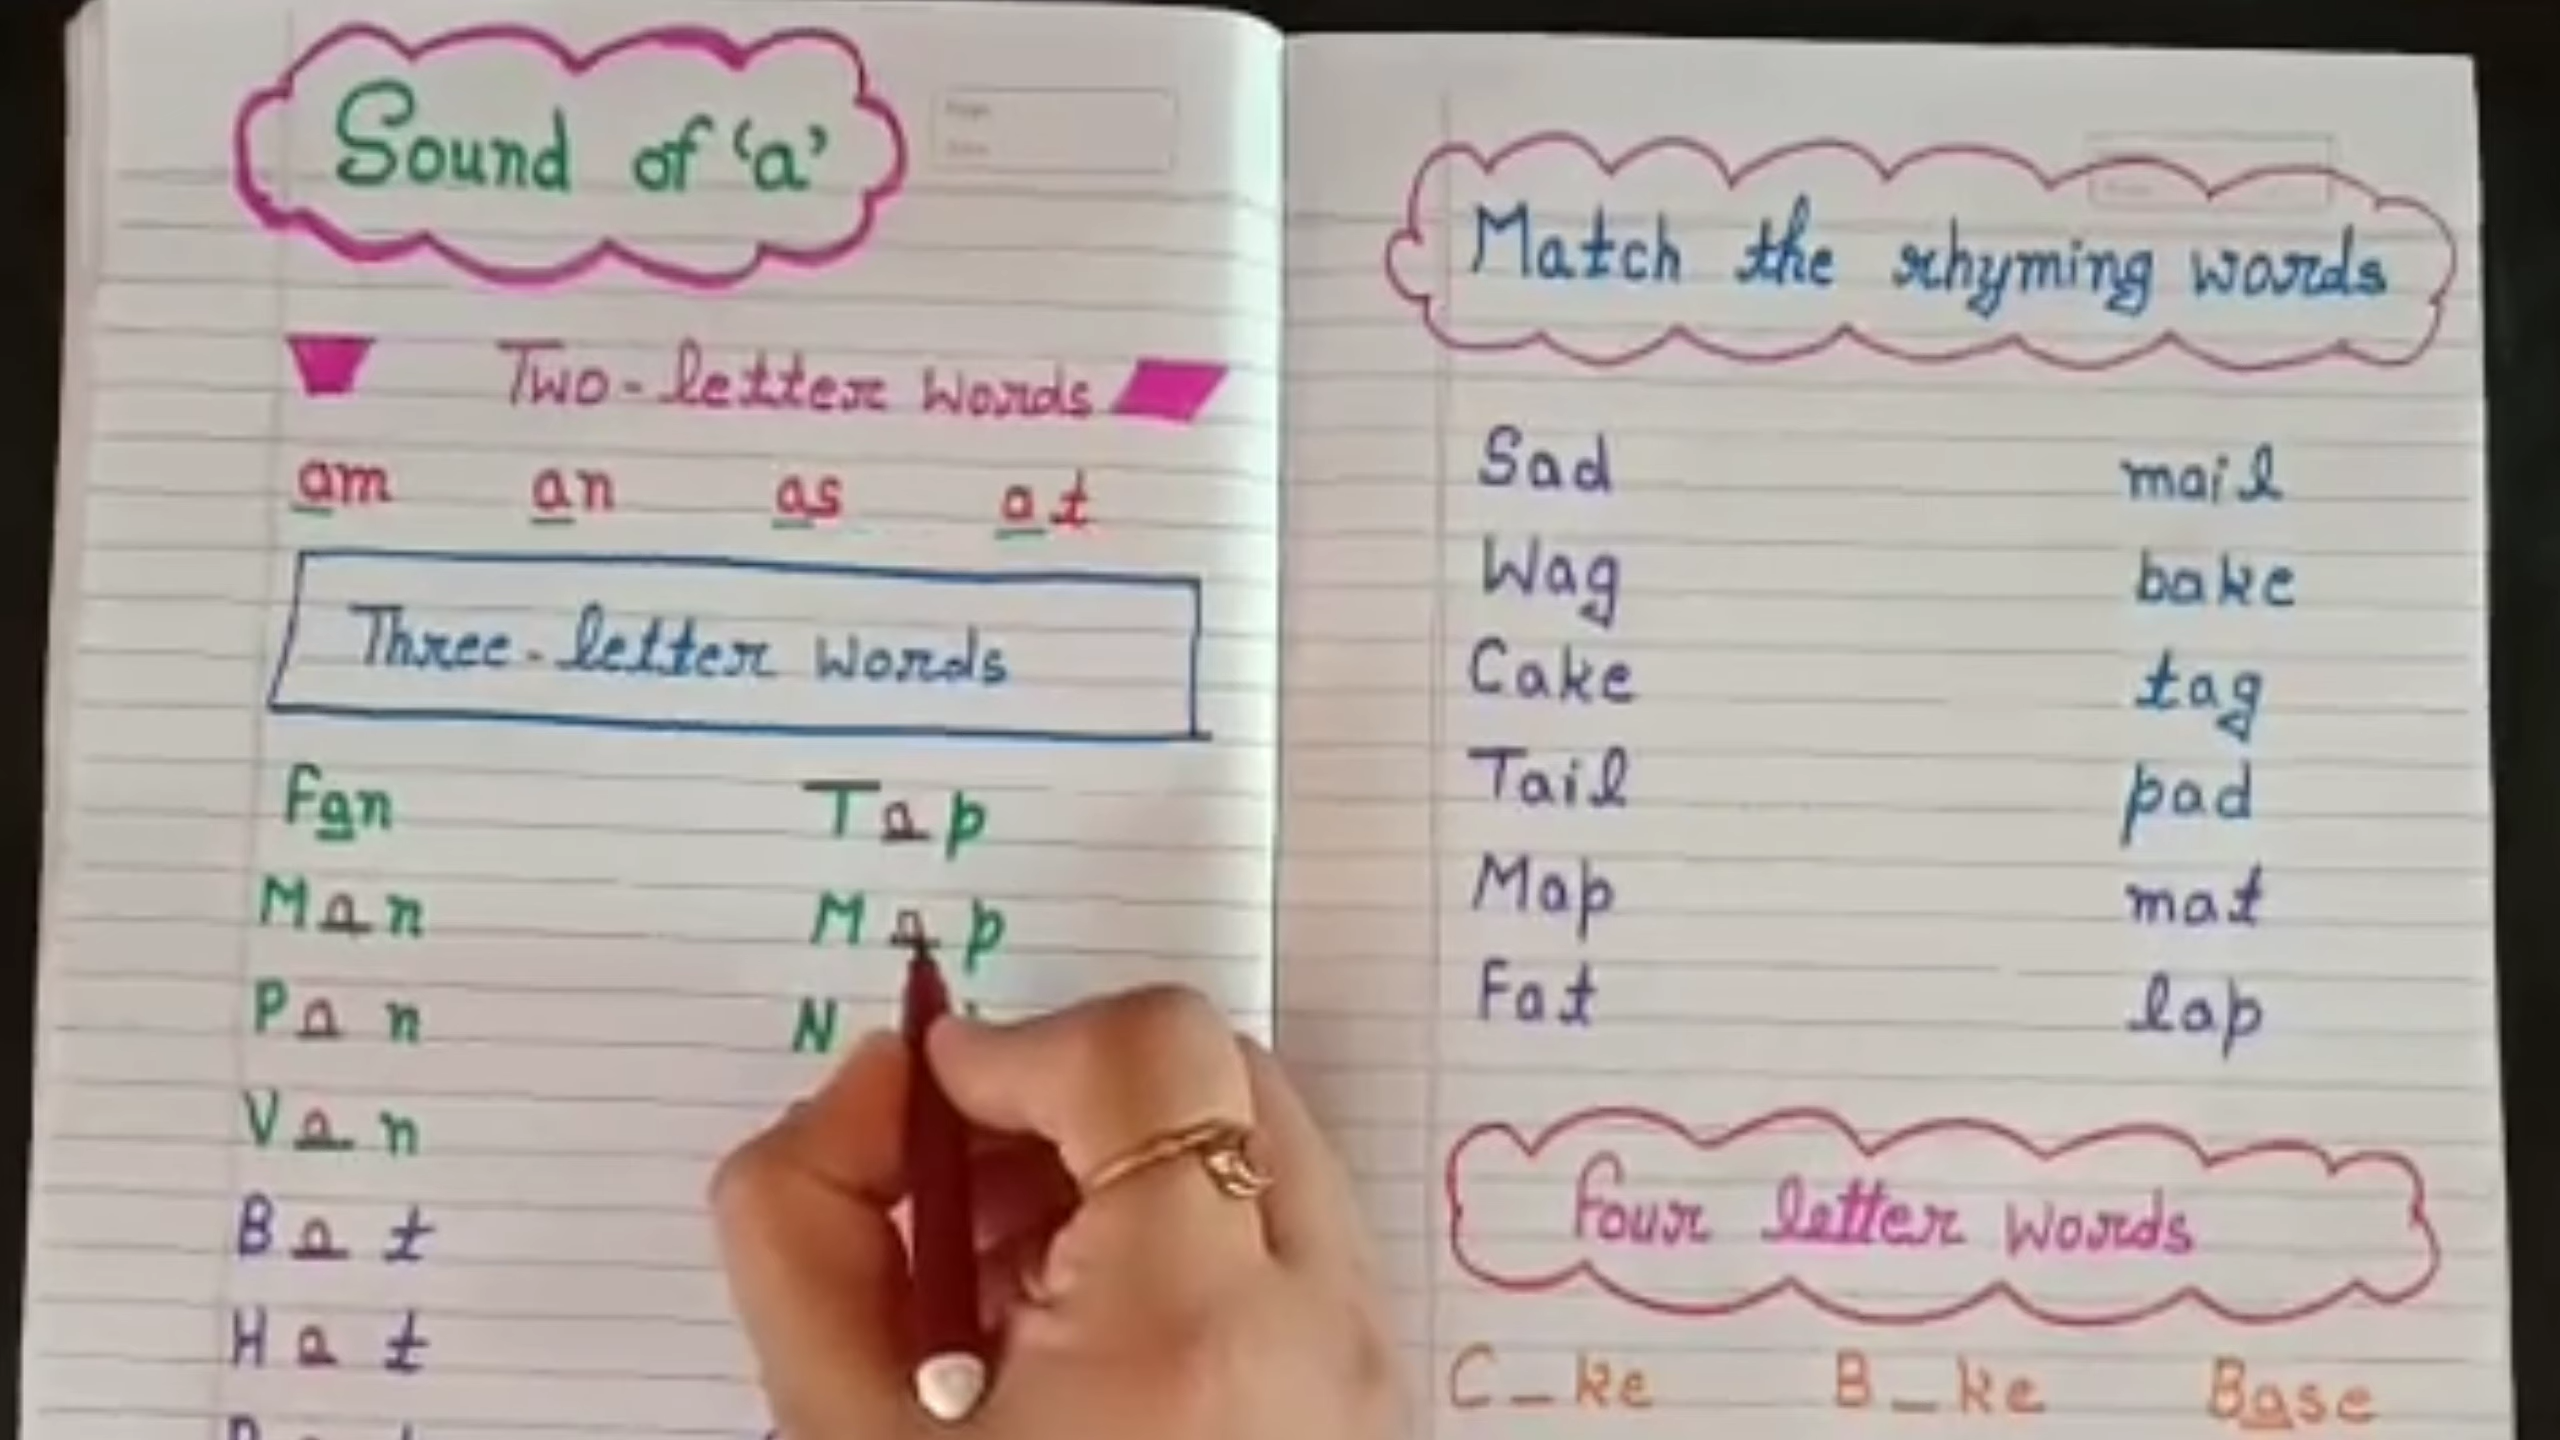 Sound of 'a'
Two-letter words
am an as at
Three-letter words
Fan Tap
Man Map
Pan N
Van
Bat
Hat
Match the rhyming words
Sad mail
Wag bake
Cake tag
Tail pad
Map mat
Fat lap
Four letter words
C_ke B_ke Base